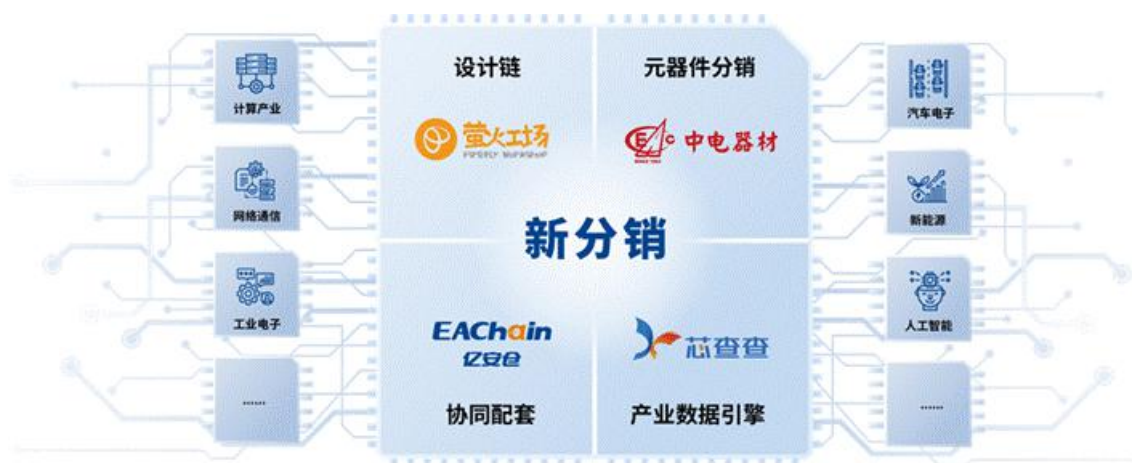 计算产业
网络通信
工业电子
······
设计链
萤火工场
FIREFLY WORKSHOP
元器件分销
CEAC
中电器材
新分销
EAChain
亿安仓
协同配套
芯查查
产业数据引擎
汽车电子
新能源
人工智能
······